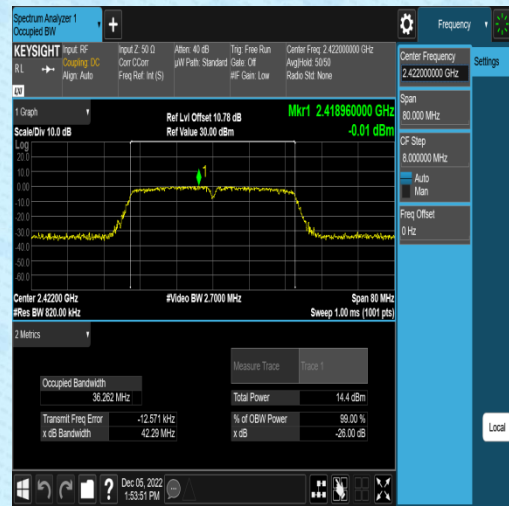 Spectrum Analyzer 1
Occupied BW
Frequency
KEYSIGHT
RL
Input: RF
Coupling: DC
Align: Auto
Input Z: 50 Ω
Corr CCorr
Freq Ref: Int (S)
Atten: 40 dB
µW Path: Standard
Trig: Free Run
Gate: Off
#IF Gain: Low
Center Freq: 2.422000000 GHz
Avg|Hold: 50/50
Radio Std: None
LXI
1 Graph
Scale/Div 10.0 dB
Ref Lvl Offset 10.78 dB
Ref Value 30.00 dBm
Mkr1 2.418960000 GHz
-0.01 dBm
Log
20.0
10.0
0.00
-10.0
-20.0
-30.0
-40.0
-50.0
-60.0
1
Center 2.42200 GHz
#Video BW 2.7000 MHz
Span 80 MHz
#Res BW 820.00 kHz
Sweep 1.00 ms (1001 pts)
2 Metrics
Measure Trace
Trace 1
Occupied Bandwidth
36.262 MHz
Total Power
14.4 dBm
Transmit Freq Error
-12.571 kHz
% of OBW Power
99.00 %
x dB Bandwidth
42.29 MHz
x dB
-26.00 dB
Dec 05, 2022
1:53:51 PM
?
Center Frequency
2.422000000 GHz
Settings
Span
80.000 MHz
CF Step
8.000000 MHz
Auto
Man
Freq Offset
0 Hz
Local